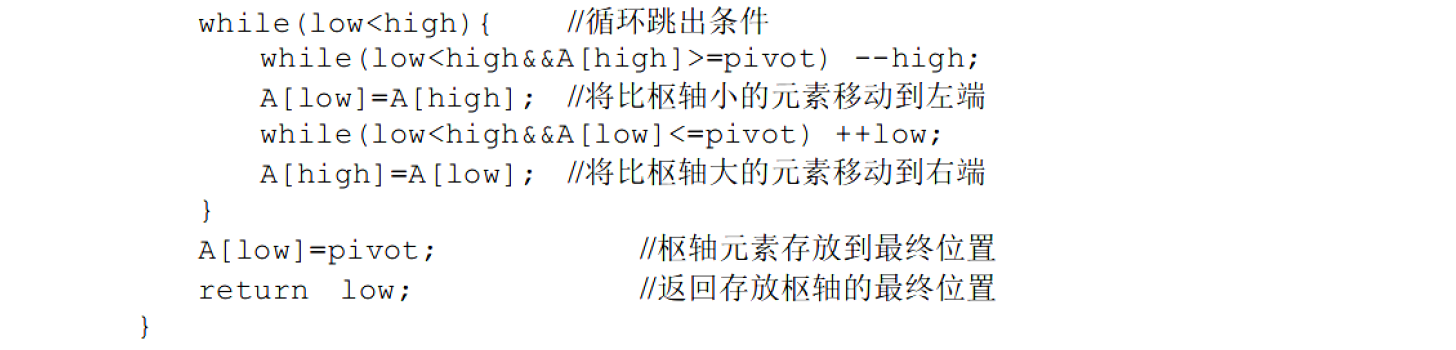 while(low<high){ //循环跳出条件
while(low<high&&A[high]>=pivot) --high;
A[low]=A[high]; //将比枢轴小的元素移动到左端
while(low<high&&A[low]<=pivot) ++low;
A[high]=A[low]; //将比枢轴大的元素移动到右端
}
A[low]=pivot; //枢轴元素存放到最终位置
return low; //返回存放枢轴的最终位置
}